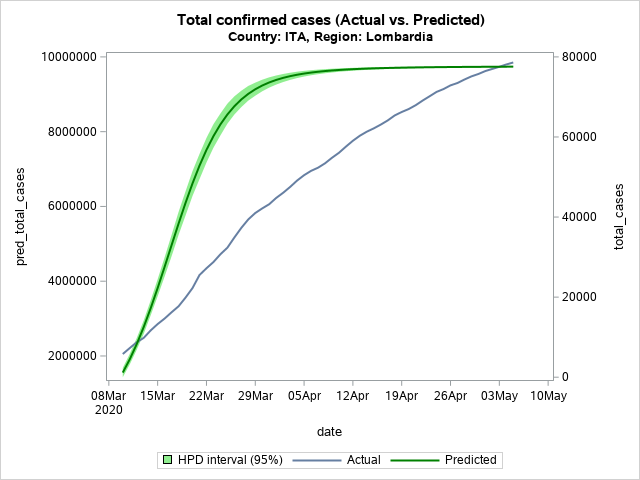 Total confirmed cases (Actual vs. Predicted)
Country: ITA, Region: Lombardia
10000000
8000000
6000000
4000000
2000000
pred_total_cases
80000
60000
40000
20000
0
total_cases
08Mar 15Mar 22Mar 29Mar 05Apr 12Apr 19Apr 26Apr 03May 10May
2020
date
HPD interval (95%) Actual Predicted